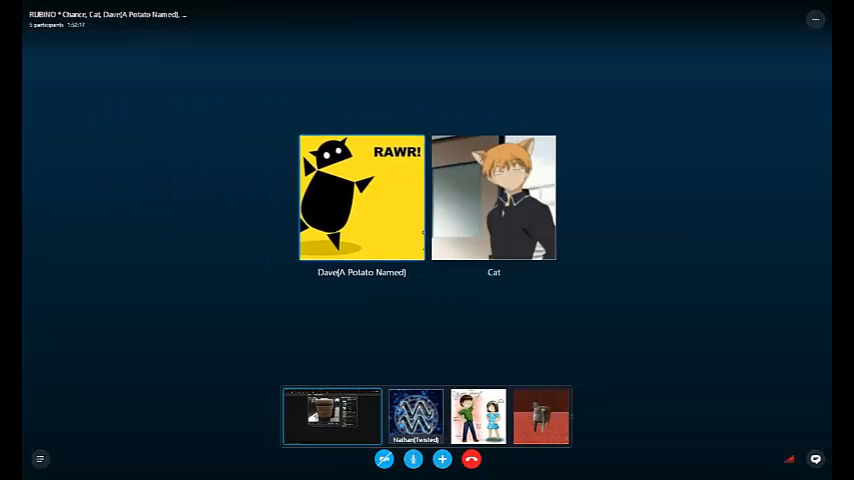 RUBINO * Chance, Cat, Dave(A Potato Named), ...
5 participants 1:52:17
RAWR!
Dave(A Potato Named)
Cat
Nathan(Twisted)